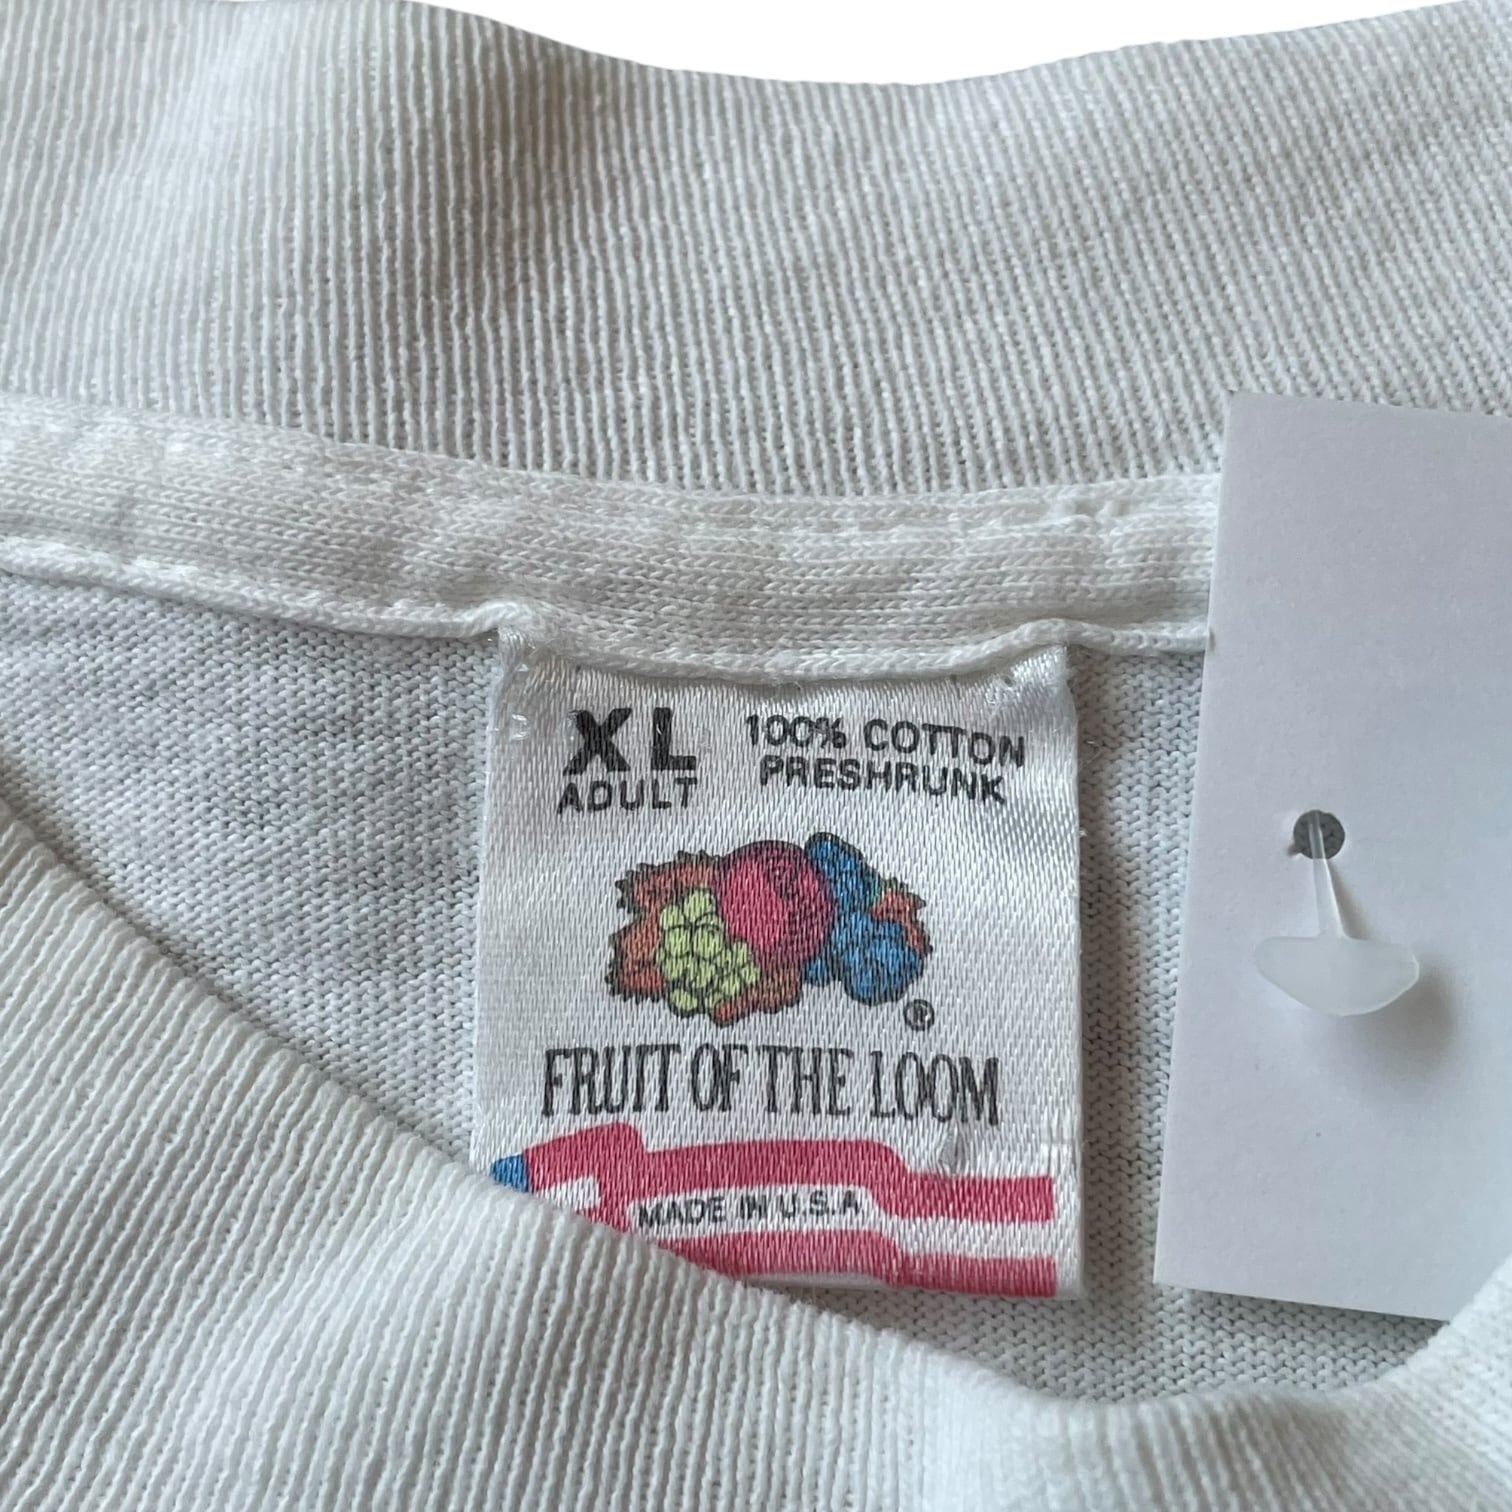 XL
ADULT
100% COTTON
PRESHRUNK
®
FRUIT OF THE LOOM
MADE IN U.S.A